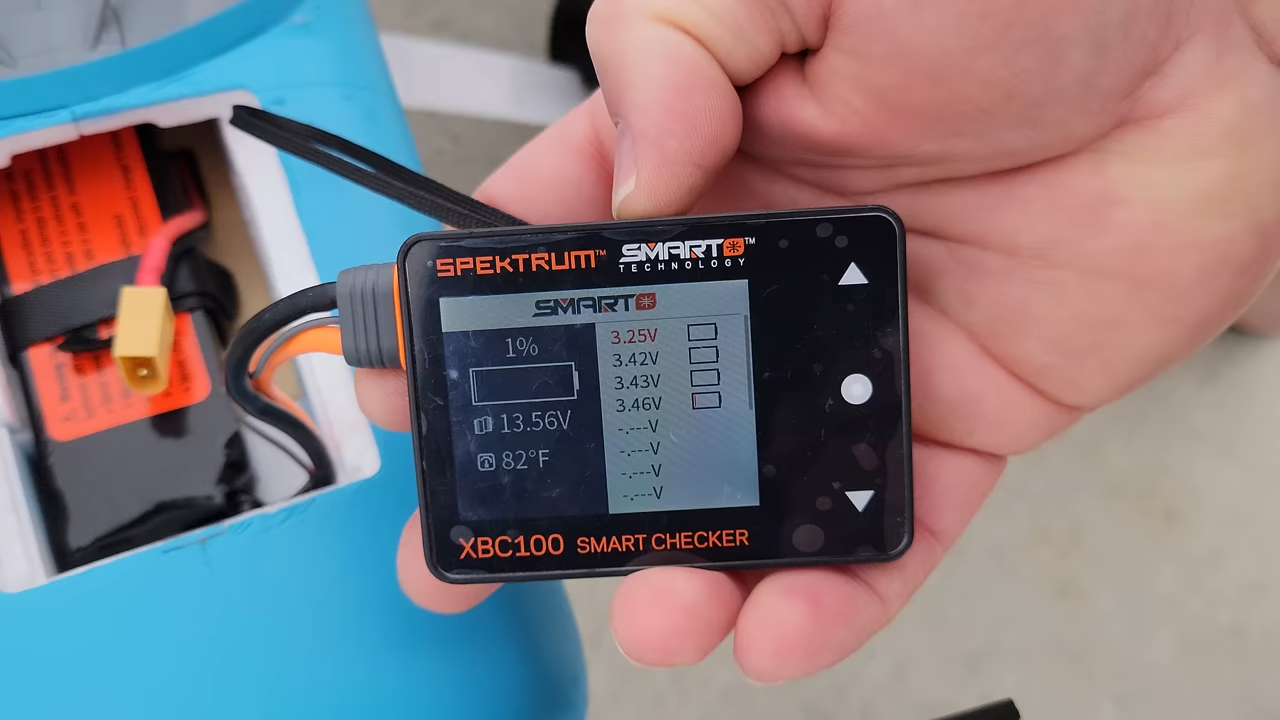 SPEKTRUM™ SMART™
TECHNOLOGY
SMART
1%
13.56V
82°F
3.25V
3.42V
3.43V
3.46V
-.---V
-.---V
-.---V
-.---V
XBC100 SMART CHECKER